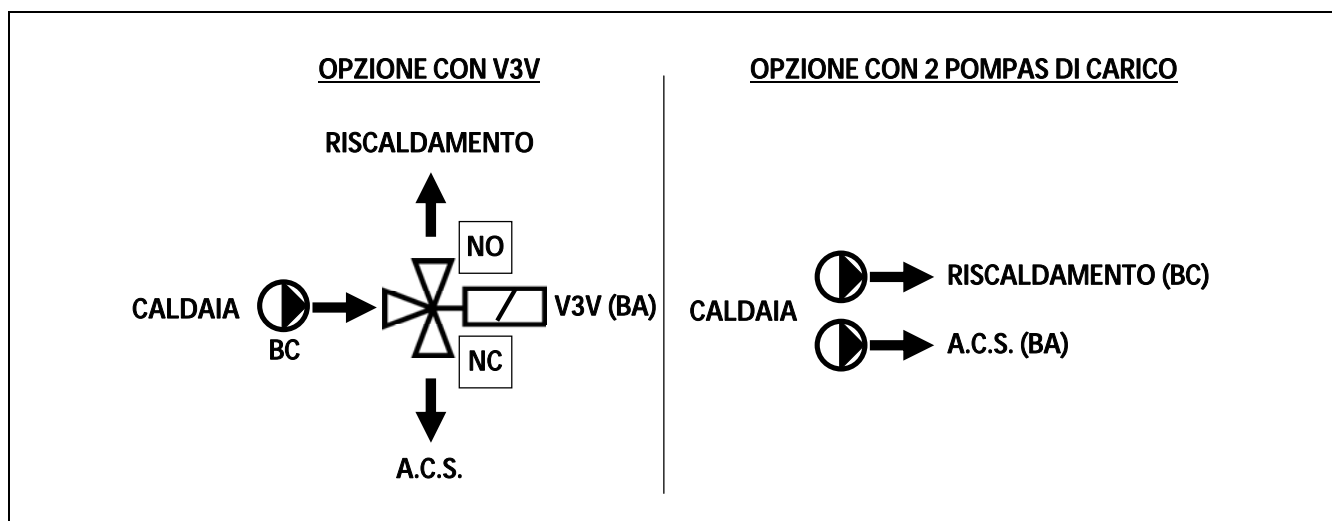 OPZIONE CON V3V
RISCALDAMENTO
NO
CALDAIA
BC
V3V (BA)
NC
A.C.S.
OPZIONE CON 2 POMPAS DI CARICO
CALDAIA
RISCALDAMENTO (BC)
A.C.S. (BA)